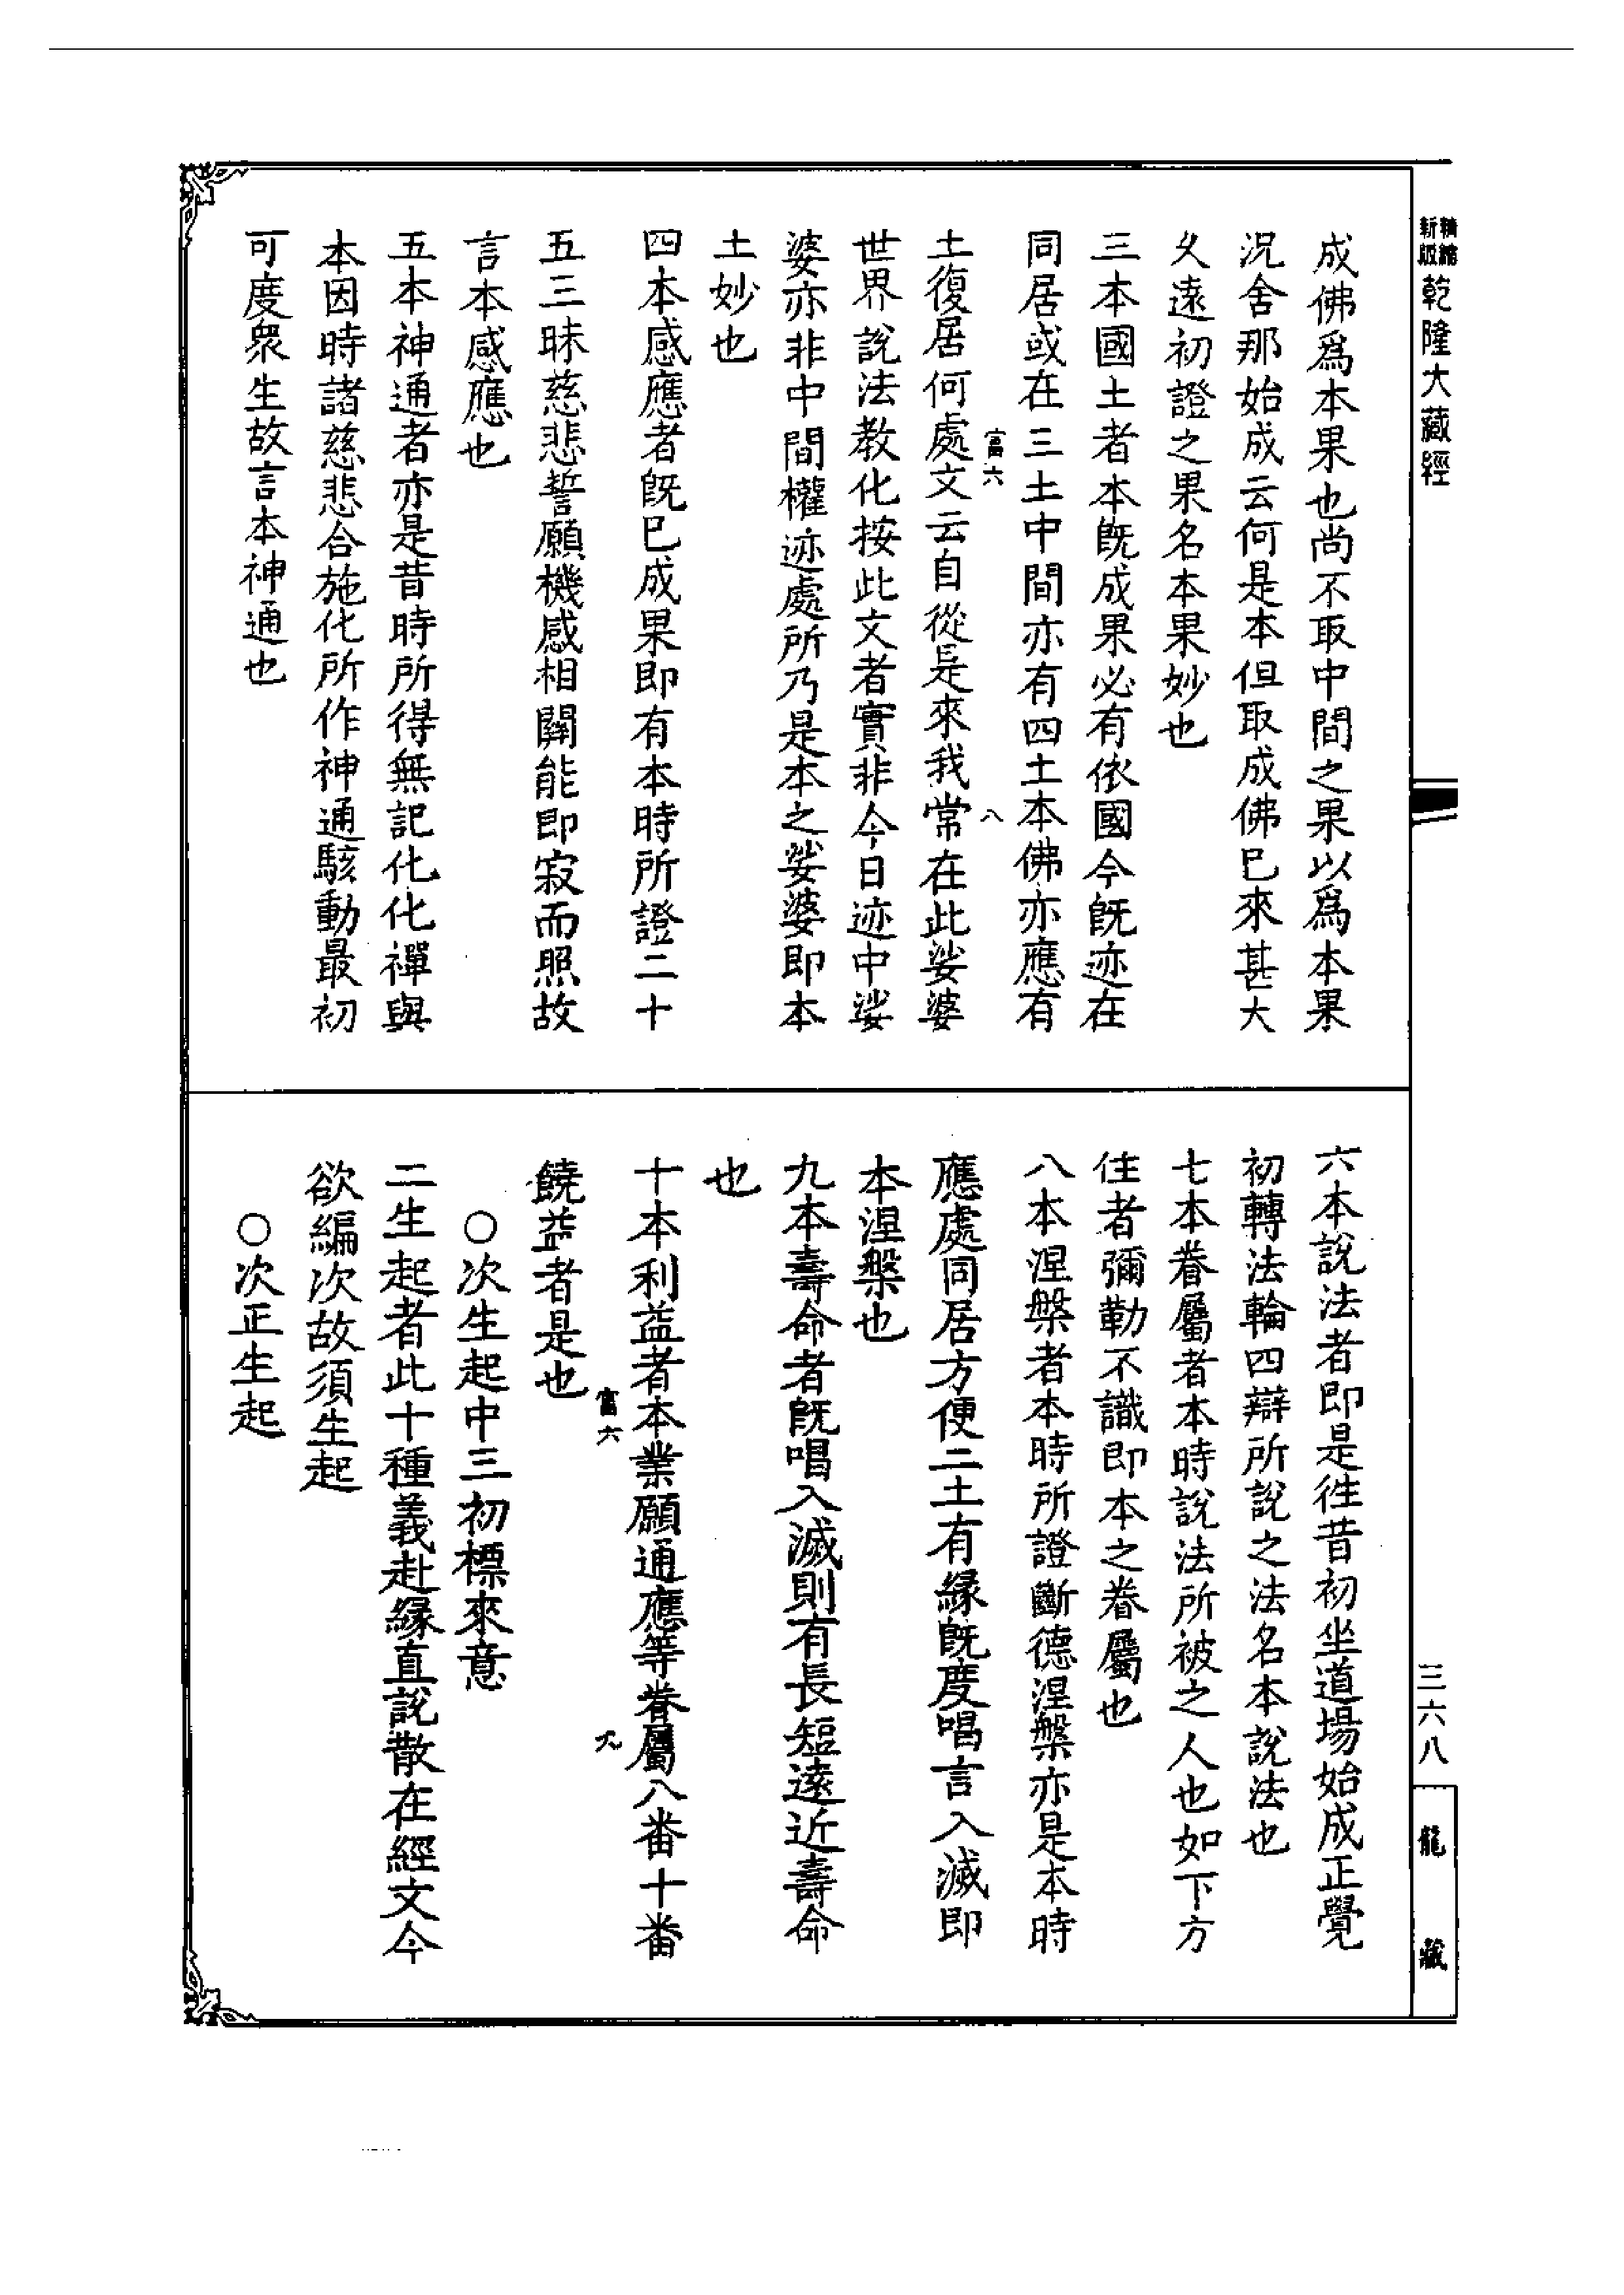 精縮
新版
乾隆大藏經
成佛爲本果也尚不取中間之果以爲本果
況舍那始成云何是本但取成佛已來甚大
久遠初證之果名本果妙也
三本國土者本既成果必有依國今既迹在
同居或在三土中間亦有四土本佛亦應有
富六 八
土復居何處文云自從是來我常在此娑婆
世界說法教化按此文者實非今日迹中娑
婆亦非中間權迹處所乃是本之娑婆即本
土妙也
四本感應者旣巳成果即有本時所證二十
五三昧慈悲誓願機感相關能即寂而照故
言本感應也
五本神通者亦是昔時所得無記化化禪與
本因時諸慈悲合施化所作神通駭動最初
可度衆生故言本神通也
六本說法者即是徃昔初坐道場始成正覺
初轉法輪四辯所說之法名本說法也
七本眷屬者本時說法所被之人也如下方
住者彌勒不識即本之眷屬也
八本涅槃者本時所證斷德涅槃亦是本時
應處同居方便二土有緣旣度唱言入滅即
本涅槃也
九本壽命者旣唱入滅則有長短遠近壽命
也
十本利益者本業願通應等眷屬八番十番
富六 九
饒益者是也
○次生起中三初標來意
二生起者此十種義赴緣直說散在經文今
欲編次故須生起
○次正生起
三六八
龍藏